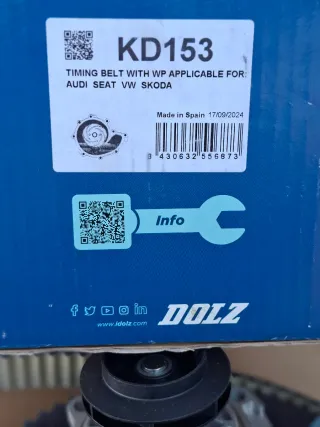 KD153
TIMING BELT WITH WP APPLICABLE FOR:
AUDI SEAT VW SKODA
Made in Spain 17/09/2024
8 430632 556873
Info
www.idolz.com
DOLZ